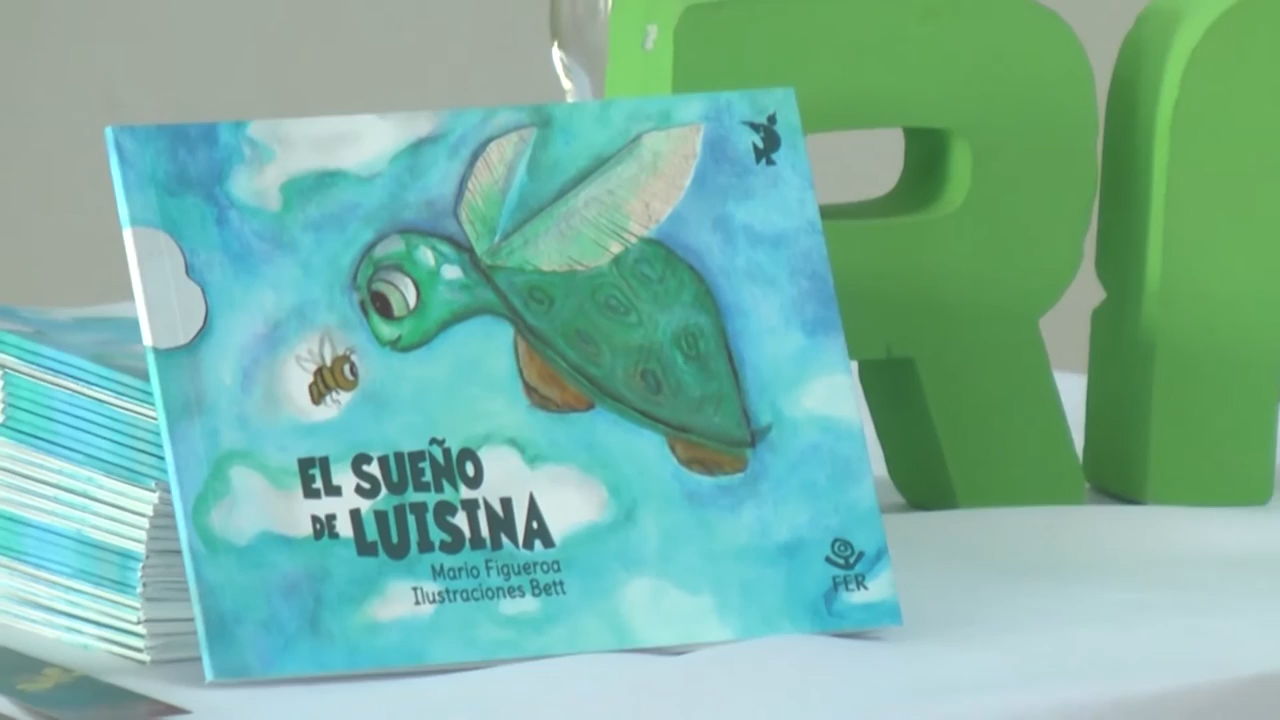 EL SUEÑO
DE LUISINA
Mario Figueroa
Ilustraciones Bett
FER
R